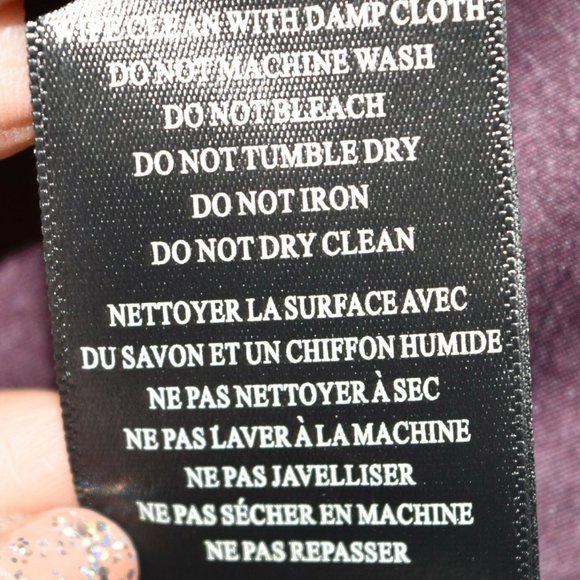 WIPE CLEAN WITH DAMP CLOTH
DO NOT MACHINE WASH
DO NOT BLEACH
DO NOT TUMBLE DRY
DO NOT IRON
DO NOT DRY CLEAN
NETTOYER LA SURFACE AVEC
DU SAVON ET UN CHIFFON HUMIDE
NE PAS NETTOYER À SEC
NE PAS LAVER À LA MACHINE
NE PAS JAVELLISER
NE PAS SÉCHER EN MACHINE
NE PAS REPASSER